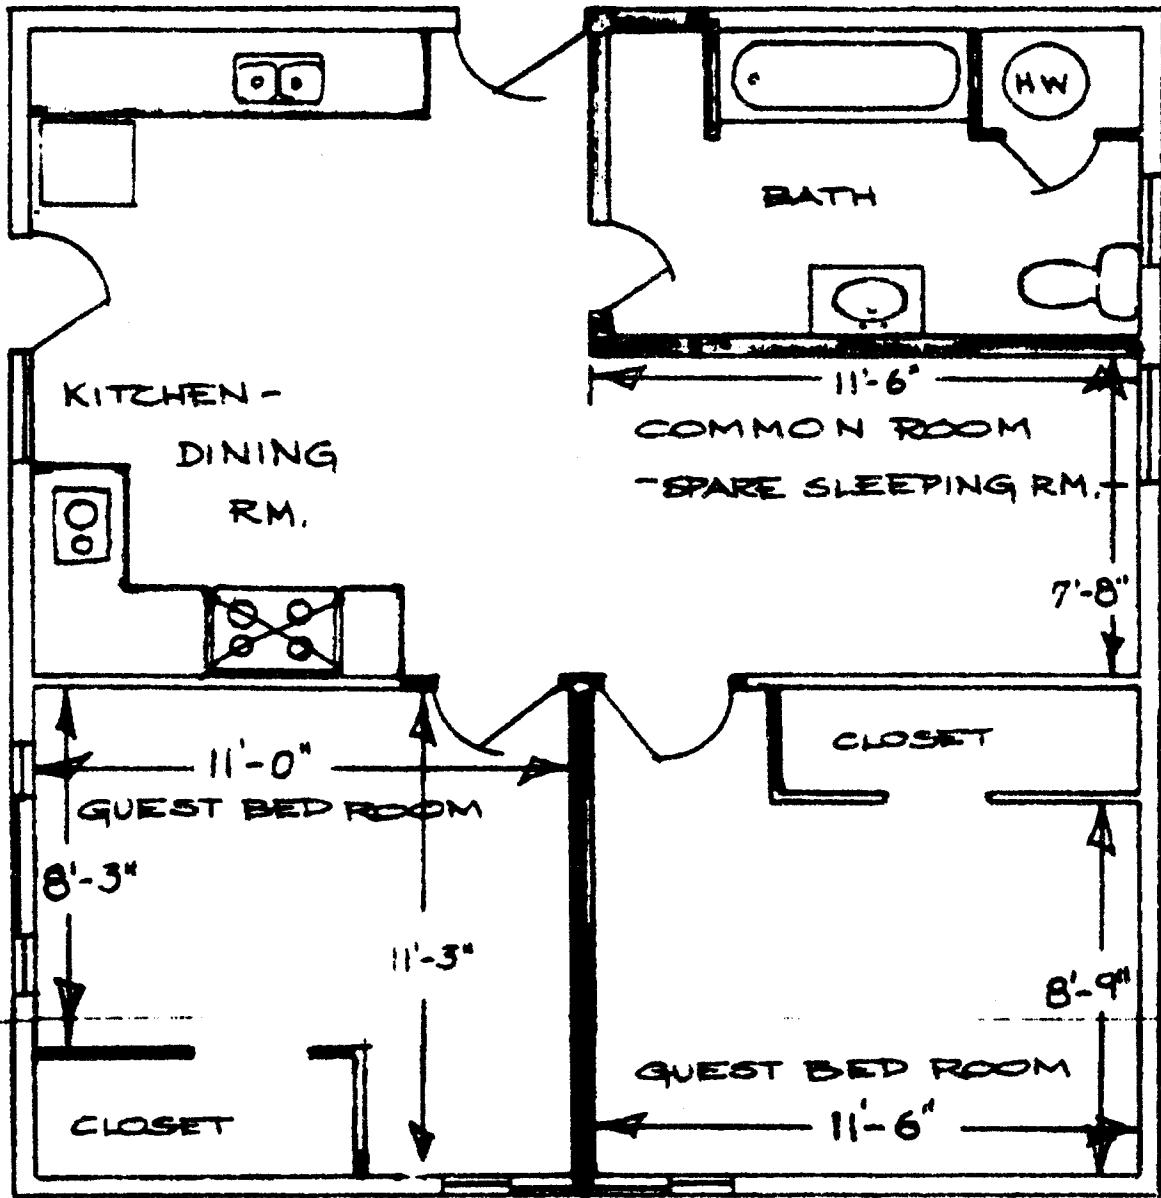 HW
BATH
11'-6"
KITCHEN -
DINING
RM.
COMMON ROOM
-SPARE SLEEPING RM.-
7'-8"
11'-0"
GUEST BED ROOM
8'-3"
11'-3"
CLOSET
CLOSET
8'-9"
GUEST BED ROOM
11'-6"